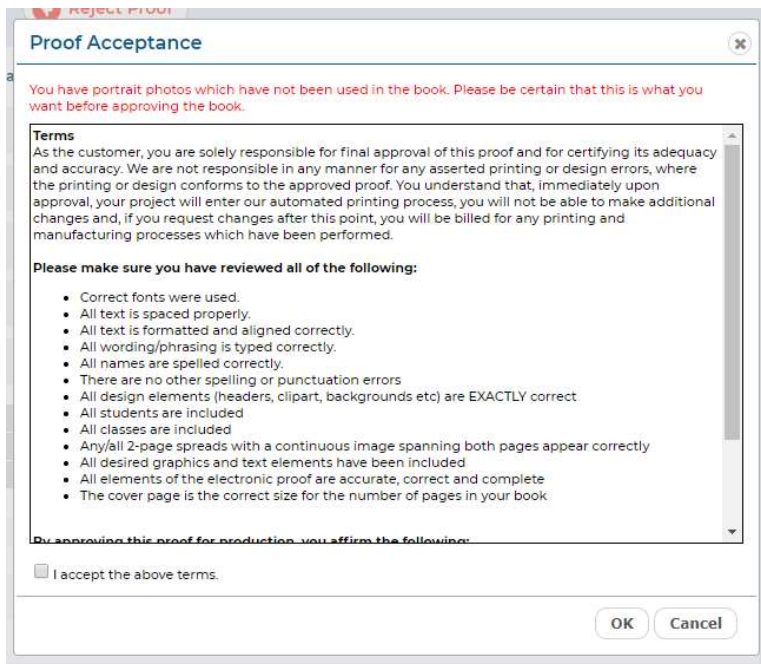 Reject Proof
Proof Acceptance
a
You have portrait photos which have not been used in the book. Please be certain that this is what you
want before approving the book.
Terms
As the customer, you are solely responsible for final approval of this proof and for certifying its adequacy
and accuracy. We are not responsible in any manner for any asserted printing or design errors, where
the printing or design conforms to the approved proof. You understand that, immediately upon
approval, your project will enter our automated printing process, you will not be able to make additional
changes and, if you request changes after this point, you will be billed for any printing and
manufacturing processes which have been performed.
Please make sure you have reviewed all of the following:
• Correct fonts were used.
• All text is spaced properly.
• All text is formatted and aligned correctly.
• All wording/phrasing is typed correctly.
• All names are spelled correctly.
• There are no other spelling or punctuation errors
• All design elements (headers, clipart, backgrounds etc) are EXACTLY correct
• All students are included
• All classes are included
• Any/all 2-page spreads with a continuous image spanning both pages appear correctly
• All desired graphics and text elements have been included
• All elements of the electronic proof are accurate, correct and complete
• The cover page is the correct size for the number of pages in your book
By approving this proof for production, you affirm the following:
I accept the above terms.
OK Cancel